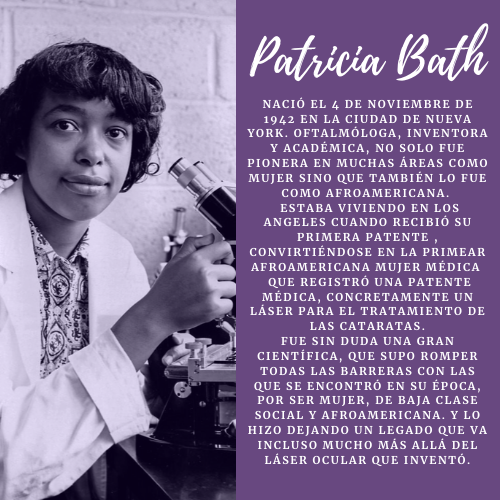 Patricia Bath
NACIÓ EL 4 DE NOVIEMBRE DE
1942 EN LA CIUDAD DE NUEVA
YORK. OFTALMÓLOGA, INVENTORA
Y ACADÉMICA, NO SOLO FUE
PIONERA EN MUCHAS ÁREAS COMO
MUJER SINO QUE TAMBIÉN LO FUE
COMO AFROAMERICANA.
ESTABA VIVIENDO EN LOS
ANGELES CUANDO RECIBIÓ SU
PRIMERA PATENTE ,
CONVIRTIÉNDOSE EN LA PRIMEAR
AFROAMERICANA MUJER MÉDICA
QUE REGISTRÓ UNA PATENTE
MÉDICA, CONCRETAMENTE UN
LÁSER PARA EL TRATAMIENTO DE
LAS CATARATAS.
FUE SIN DUDA UNA GRAN
CIENTÍFICA, QUE SUPO ROMPER
TODAS LAS BARRERAS CON LAS
QUE SE ENCONTRÓ EN SU ÉPOCA,
POR SER MUJER, DE BAJA CLASE
SOCIAL Y AFROAMERICANA. Y LO
HIZO DEJANDO UN LEGADO QUE VA
INCLUSO MUCHO MÁS ALLÁ DEL
LÁSER OCULAR QUE INVENTÓ.